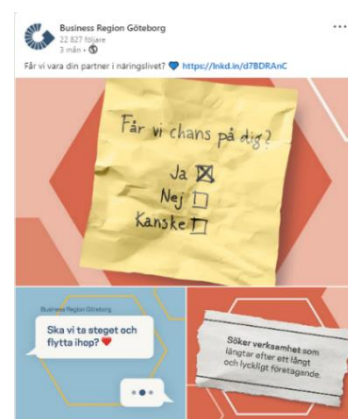 Business Region Göteborg
22 827 följare
3 mån •
Får vi vara din partner i näringslivet? 💙 https://lnkd.in/d7BDRAnC
Får vi chans på dig?
Ja
Nej
Kanske
Business Region Göteborg
Ska vi ta steget och
flytta ihop? ❤️
Söker verksamhet som
längtar efter ett långt
och lyckligt företagande.